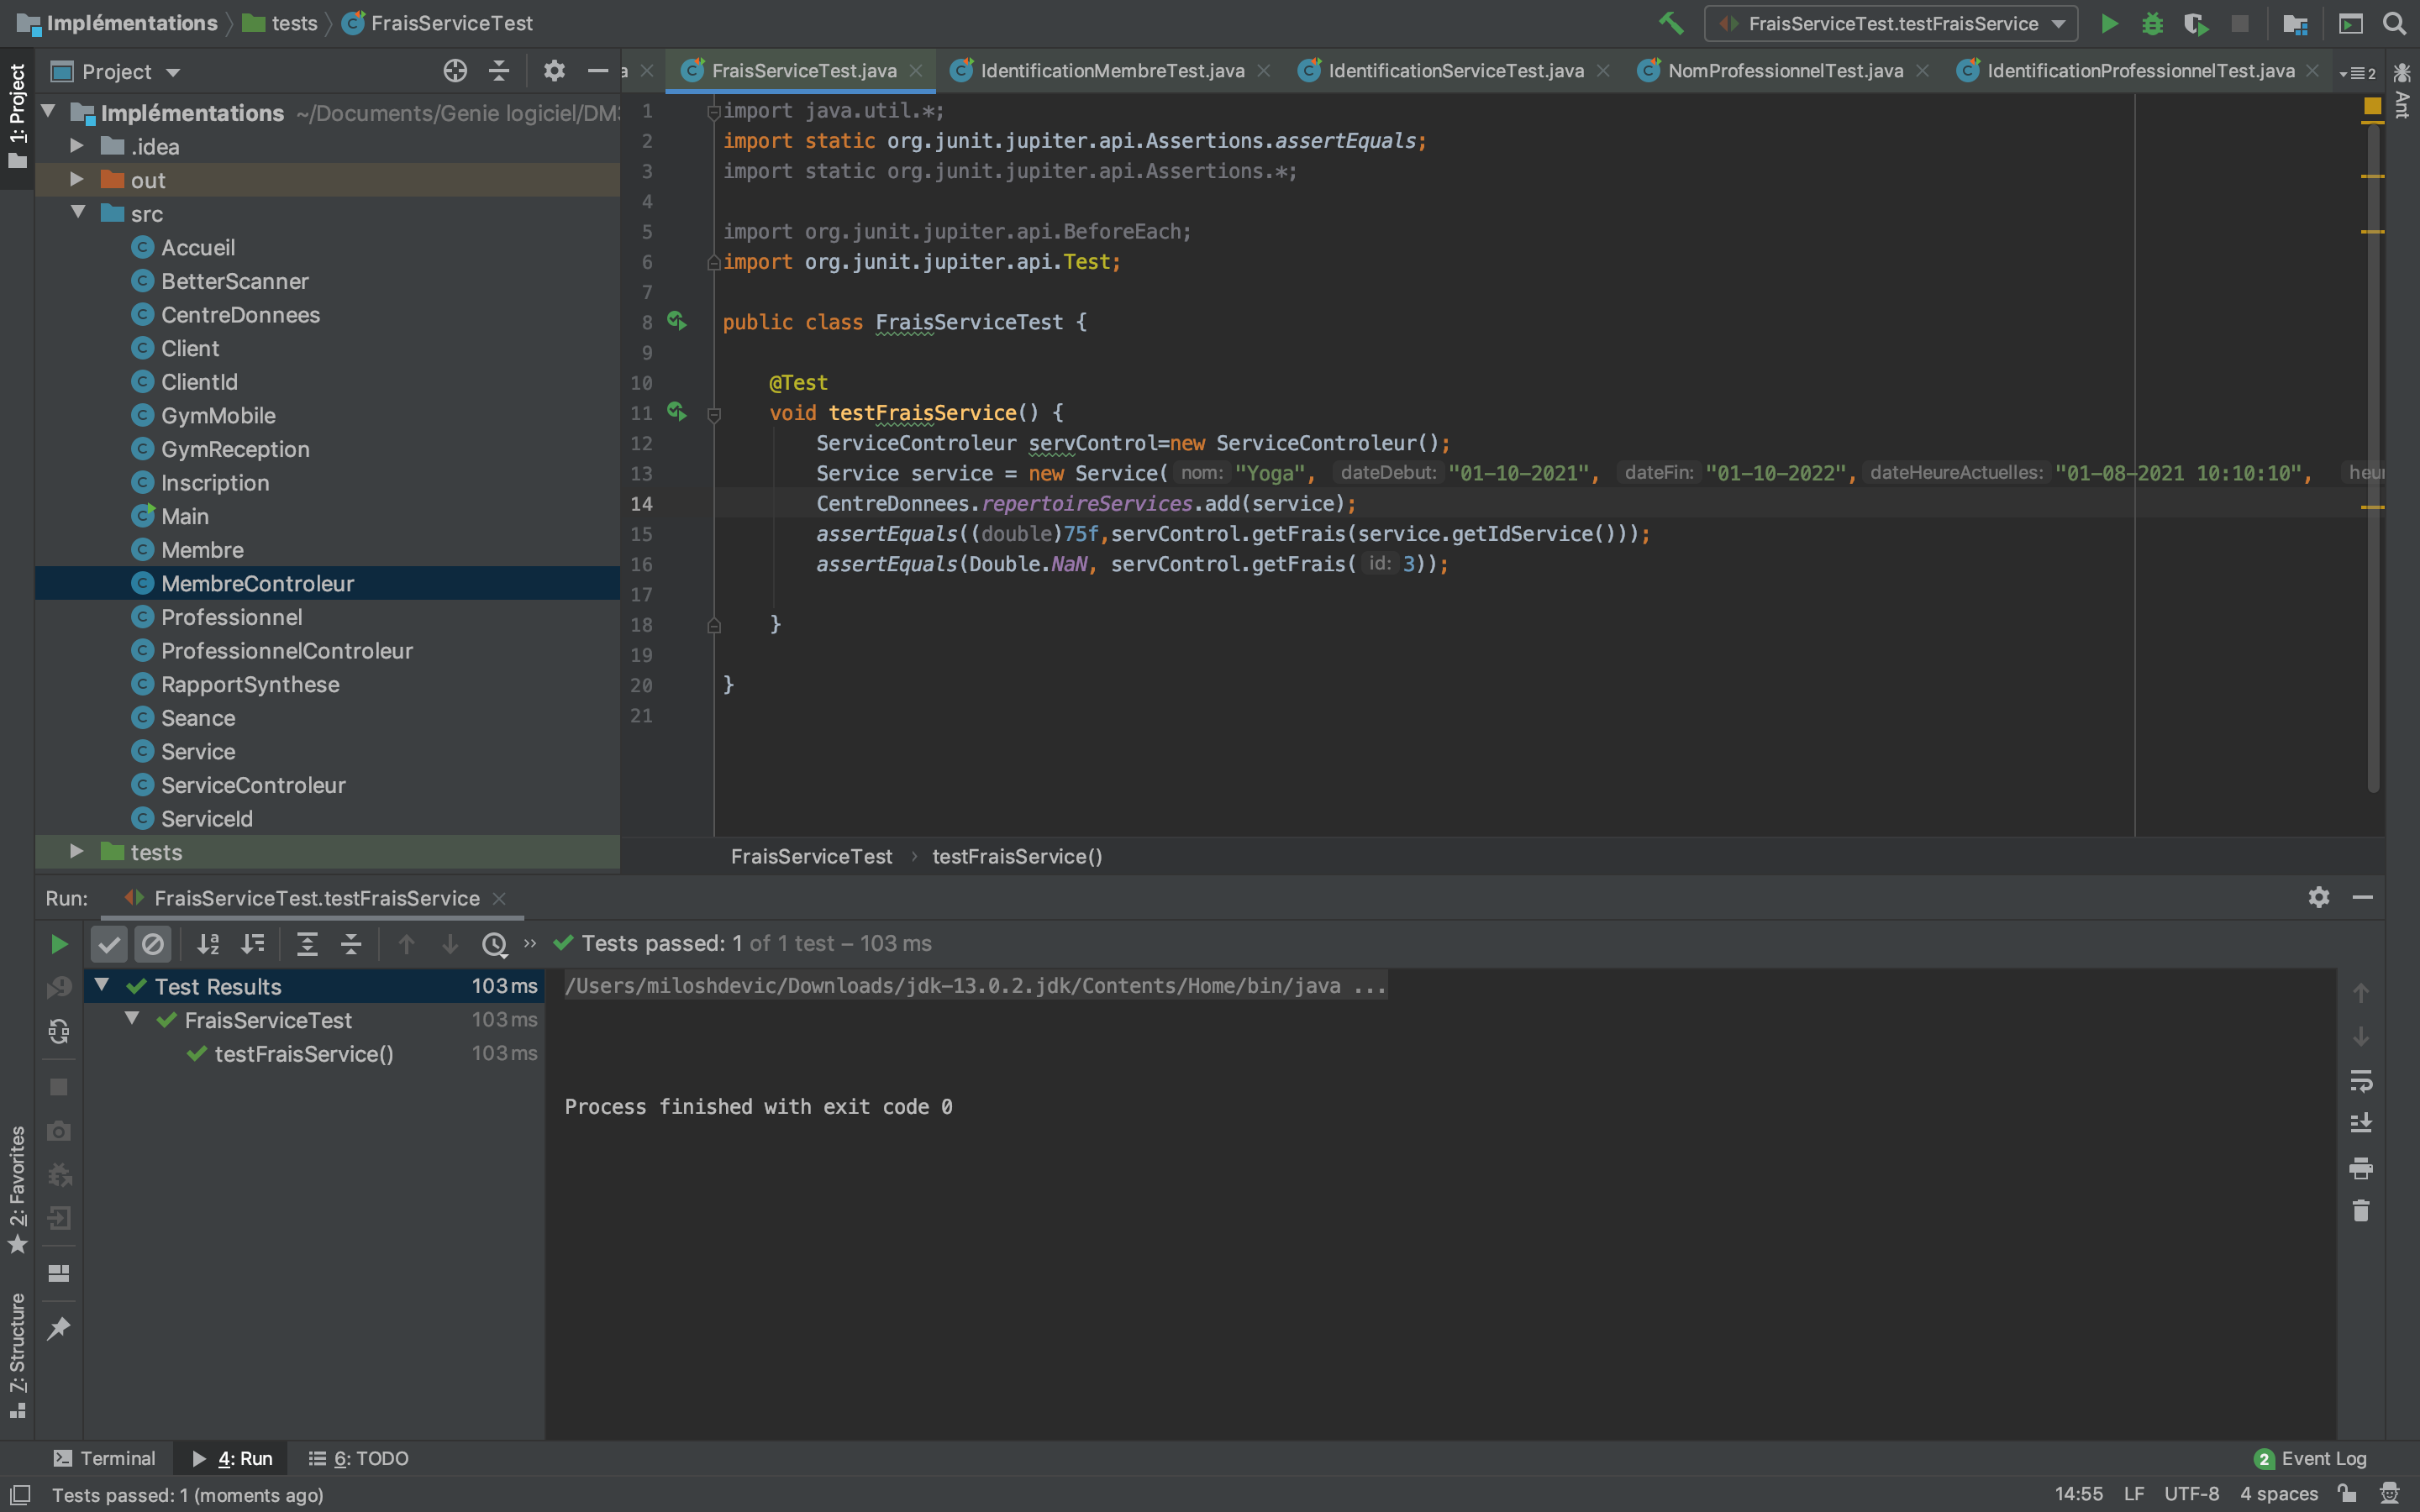 Implémentations
tests
FraisServiceTest
FraisServiceTest.testFraisService
Project
a
FraisServiceTest.java
IdentificationMembreTest.java
IdentificationServiceTest.java
NomProfessionnelTest.java
IdentificationProfessionnelTest.java
2
1: Project
Ant
Implémentations ~/Documents/Genie logiciel/DM3
.idea
out
src
Accueil
BetterScanner
CentreDonnees
Client
ClientId
GymMobile
GymReception
Inscription
Main
Membre
MembreControleur
Professionnel
ProfessionnelControleur
RapportSynthese
Seance
Service
ServiceControleur
ServiceId
tests
1 import java.util.*;
2 import static org.junit.jupiter.api.Assertions.assertEquals;
3 import static org.junit.jupiter.api.Assertions.*;
4
5 import org.junit.jupiter.api.BeforeEach;
6 import org.junit.jupiter.api.Test;
7
8 public class FraisServiceTest {
9
10 @Test
11 void testFraisService() {
12 ServiceControleur servControl=new ServiceControleur();
13 Service service = new Service( nom: "Yoga", dateDebut: "01-10-2021", dateFin: "01-10-2022", dateHeureActuelles: "01-08-2021 10:10:10", heur
14 CentreDonnees.repertoireServices.add(service);
15 assertEquals((double)75f,servControl.getFrais(service.getIdService()));
16 assertEquals(Double.NaN, servControl.getFrais( id: 3));
17
18 }
19
20 }
21
FraisServiceTest › testFraisService()
Run:
FraisServiceTest.testFraisService
Tests passed: 1 of 1 test – 103 ms
Test Results 103 ms
FraisServiceTest 103 ms
testFraisService() 103 ms
/Users/miloshdevic/Downloads/jdk-13.0.2.jdk/Contents/Home/bin/java ...
Process finished with exit code 0
2: Favorites
7: Structure
Terminal
4: Run
6: TODO
2 Event Log
Tests passed: 1 (moments ago)
14:55 LF UTF-8 4 spaces